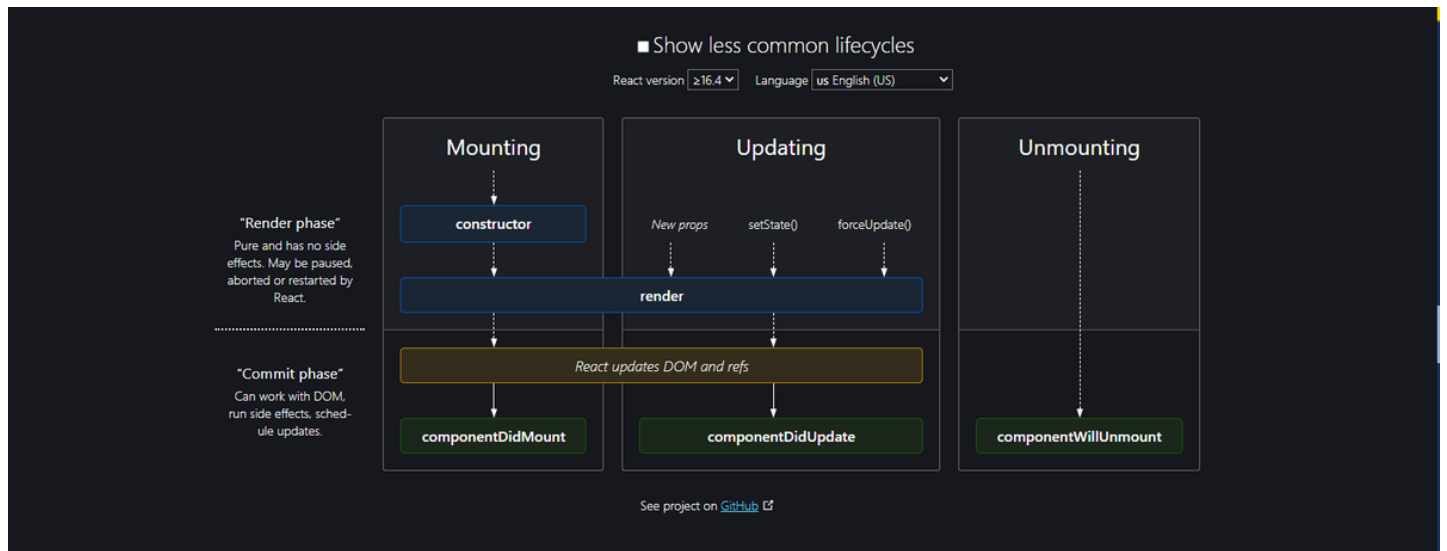 Show less common lifecycles
React version ≥16.4 Language us English (US)
Mounting Updating Unmounting
“Render phase”
Pure and has no side
effects. May be paused,
aborted or restarted by
React.
constructor
New props setState() forceUpdate()
render
“Commit phase”
Can work with DOM,
run side effects, sched-
ule updates.
React updates DOM and refs
componentDidMount componentDidUpdate componentWillUnmount
See project on GitHub